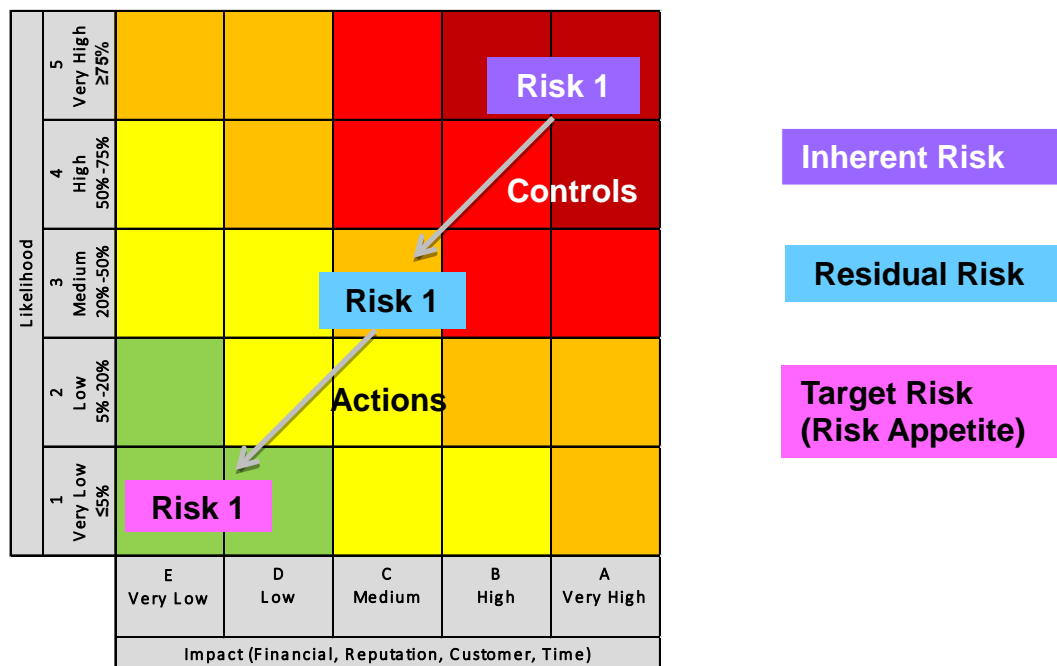 Likelihood
5
Very High
≥75%
Risk 1
4
High
50% -75%
Controls
3
Medium
20% -50%
Risk 1
2
Low
5% -20%
Actions
1
Very Low
≤5%
Risk 1
E
Very Low
D
Low
C
Medium
B
High
A
Very High
Impact (Financial, Reputation, Customer, Time)
Inherent Risk
Residual Risk
Target Risk
(Risk Appetite)